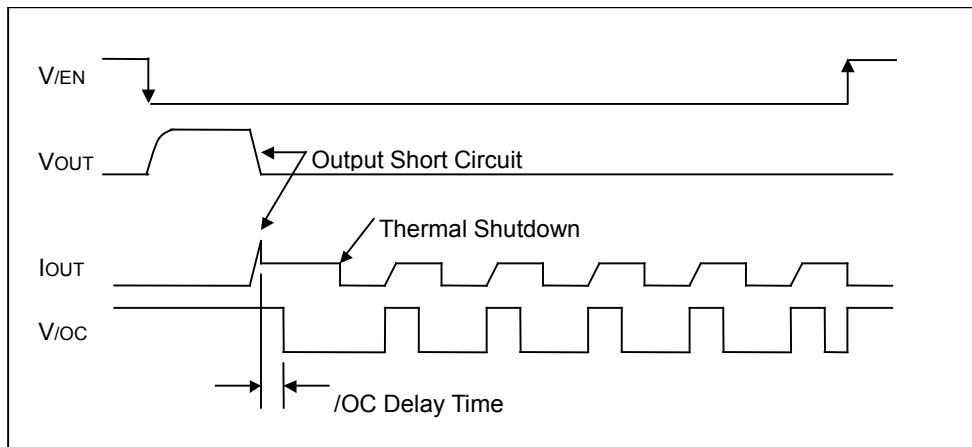 V/EN
VOUT
Output Short Circuit
Thermal Shutdown
IOUT
V/OC
/OC Delay Time